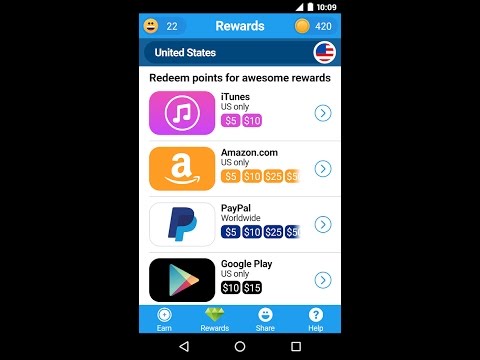 10:09
22
Rewards
420
United States
Redeem points for awesome rewards
iTunes
US only
$5 $10
Amazon.com
US only
$5 $10 $25
PayPal
Worldwide
$5 $10 $25
Google Play
US only
$10 $15
Earn Rewards Share Help